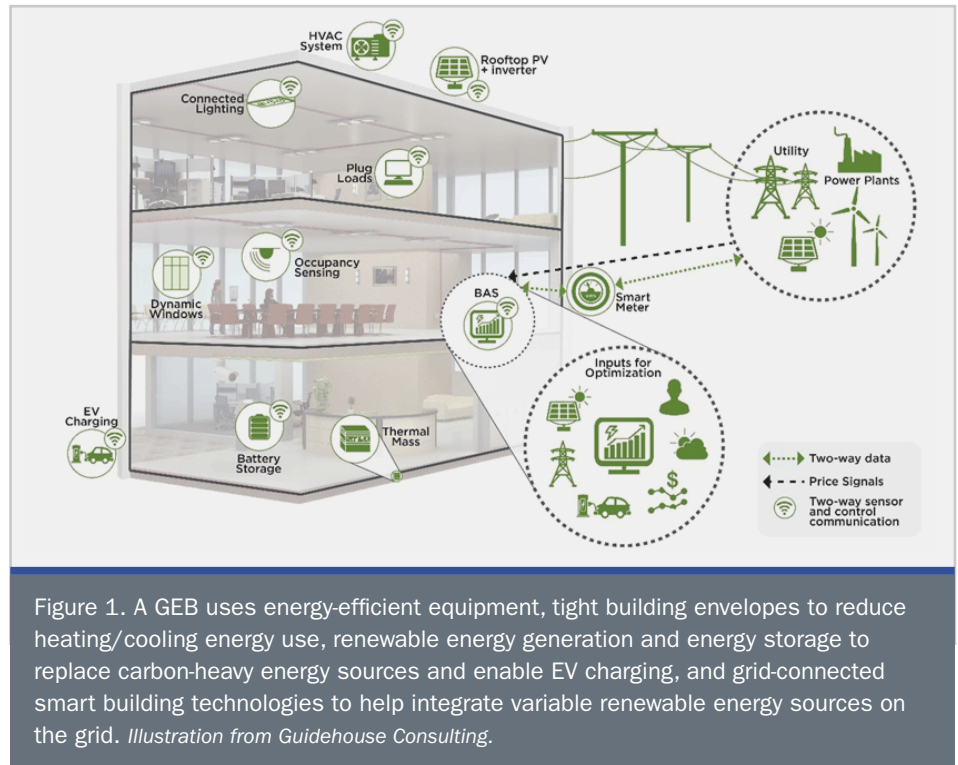 HVAC
System
Rooftop PV
+ inverter
Connected
Lighting
Plug
Loads
Utility
Power Plants
Occupancy
Sensing
Dynamic
Windows
BAS
Smart
Meter
Inputs for
Optimization
EV
Charging
Battery
Storage
Thermal
Mass
$
Two-way data
Price Signals
Two-way sensor
and control
communication
Figure 1. A GEB uses energy-efficient equipment, tight building envelopes to reduce
heating/cooling energy use, renewable energy generation and energy storage to
replace carbon-heavy energy sources and enable EV charging, and grid-connected
smart building technologies to help integrate variable renewable energy sources on
the grid. Illustration from Guidehouse Consulting.